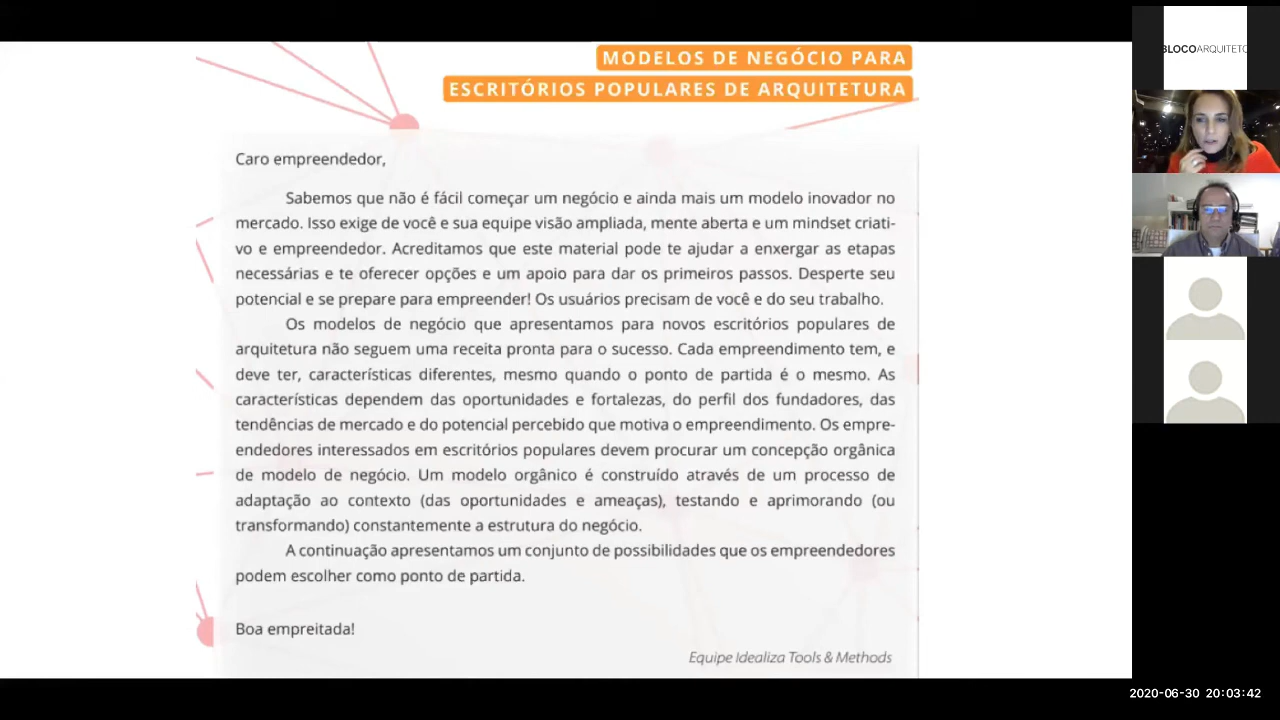 MODELOS DE NEGÓCIO PARA
ESCRITÓRIOS POPULARES DE ARQUITETURA
Caro empreendedor,
Sabemos que não é fácil começar um negócio e ainda mais um modelo inovador no
mercado. Isso exige de você e sua equipe visão ampliada, mente aberta e um mindset criati-
vo e empreendedor. Acreditamos que este material pode te ajudar a enxergar as etapas
necessárias e te oferecer opções e um apoio para dar os primeiros passos. Desperte seu
potencial e se prepare para empreender! Os usuários precisam de você e do seu trabalho.
Os modelos de negócio que apresentamos para novos escritórios populares de
arquitetura não seguem uma receita pronta para o sucesso. Cada empreendimento tem, e
deve ter, características diferentes, mesmo quando o ponto de partida é o mesmo. As
características dependem das oportunidades e fortalezas, do perfil dos fundadores, das
tendências de mercado e do potencial percebido que motiva o empreendimento. Os empre-
endedores interessados em escritórios populares devem procurar um concepção orgânica
de modelo de negócio. Um modelo orgânico é construído através de um processo de
adaptação ao contexto (das oportunidades e ameaças), testando e aprimorando (ou
transformando) constantemente a estrutura do negócio.
A continuação apresentamos um conjunto de possibilidades que os empreendedores
podem escolher como ponto de partida.
Boa empreitada!
Equipe Idealiza Tools & Methods
BLOCOARQUITETO
2020-06-30 20:03:42